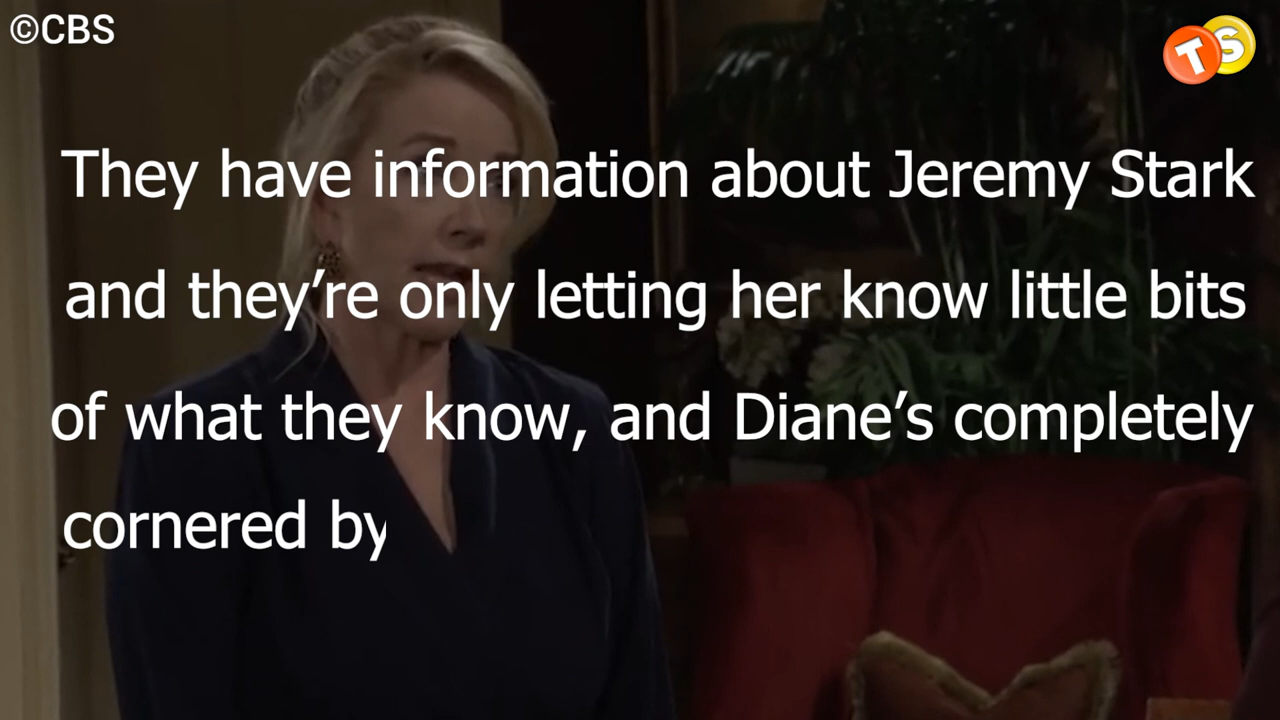 ©CBS
TS
They have information about Jeremy Stark
and they’re only letting her know little bits
of what they know, and Diane’s completely
cornered by